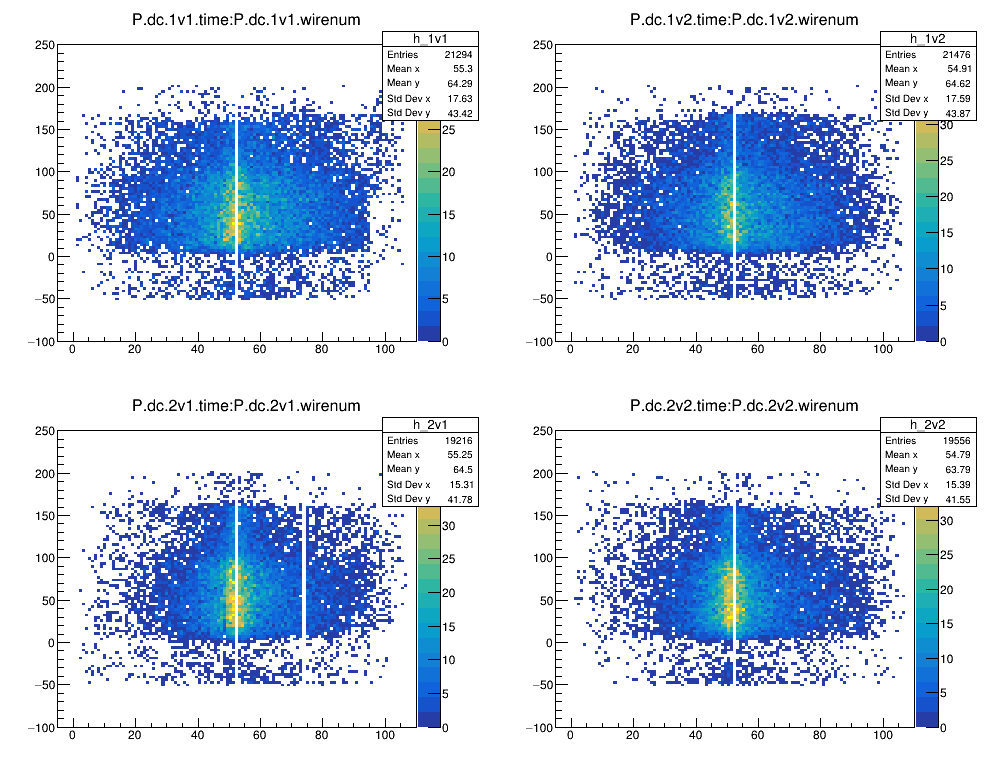 P.dc.1v1.time:P.dc.1v1.wirenum
h_1v1
Entries 21294
Mean x 55.3
Mean y 64.29
Std Dev x 17.63
Std Dev y 43.42
250
200
150
100
50
0
−50
−100
0 20 40 60 80 100
25
20
15
10
5
0
P.dc.1v2.time:P.dc.1v2.wirenum
h_1v2
Entries 21476
Mean x 54.91
Mean y 64.62
Std Dev x 17.59
Std Dev y 43.87
250
200
150
100
50
0
−50
−100
0 20 40 60 80 100
30
25
20
15
10
5
0
P.dc.2v1.time:P.dc.2v1.wirenum
h_2v1
Entries 19216
Mean x 55.25
Mean y 64.5
Std Dev x 15.31
Std Dev y 41.78
250
200
150
100
50
0
−50
−100
0 20 40 60 80 100
30
25
20
15
10
5
0
P.dc.2v2.time:P.dc.2v2.wirenum
h_2v2
Entries 19556
Mean x 54.79
Mean y 63.79
Std Dev x 15.39
Std Dev y 41.55
250
200
150
100
50
0
−50
−100
0 20 40 60 80 100
30
25
20
15
10
5
0